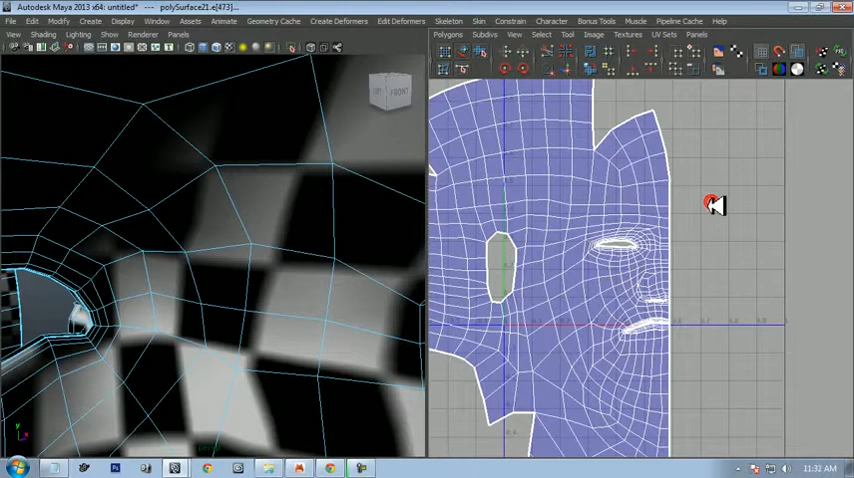 Autodesk Maya 2013 x64: untitled* --- polySurface21.e[473]...
File Edit Modify Create Display Window Assets Animate Geometry Cache Create Deformers Edit Deformers Skeleton Skin Constrain Character Bonus Tools Muscle Pipeline Cache Help
View Shading Lighting Show Renderer Panels
Polygons Subdivs View Select Tool Image Textures UV Sets Panels
FRONT
11:32 AM